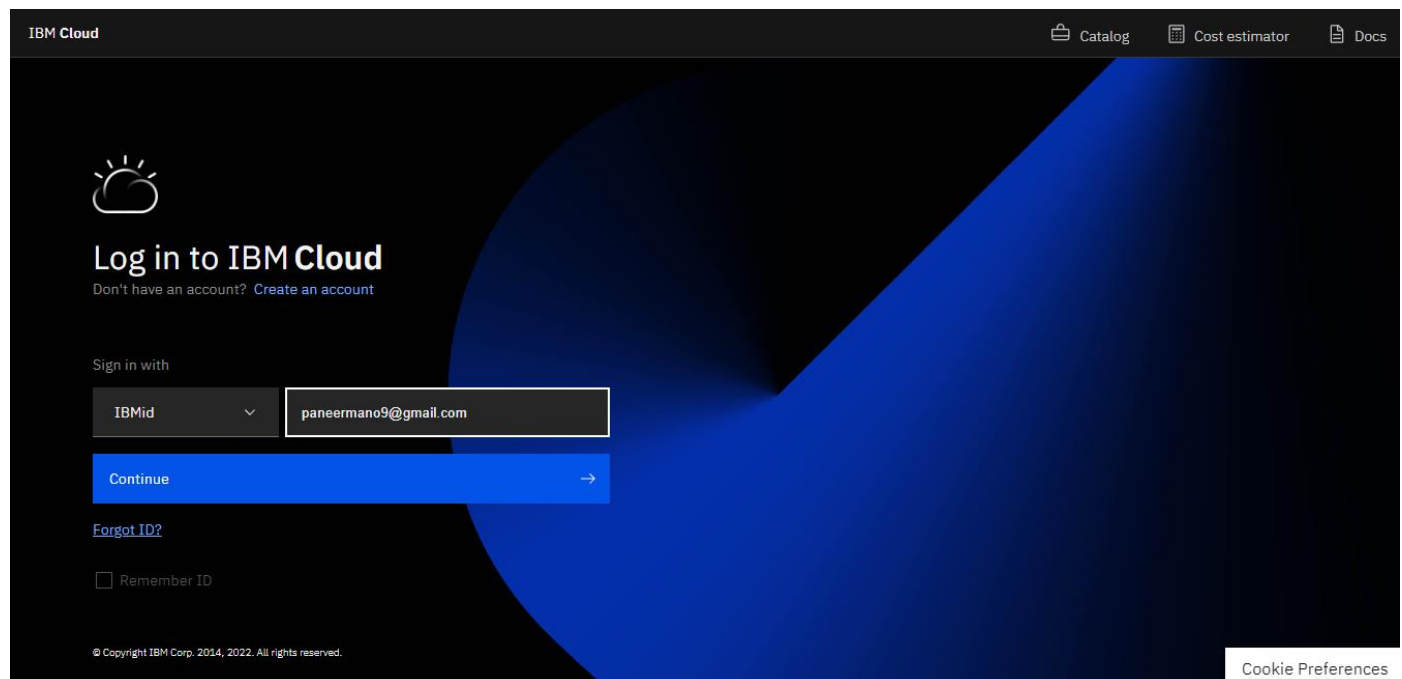 IBM Cloud Catalog Cost estimator Docs
Log in to IBM Cloud
Don't have an account? Create an account
Sign in with
IBMid paneermano9@gmail.com
Continue
Forgot ID?
Remember ID
© Copyright IBM Corp. 2014, 2022. All rights reserved.
Cookie Preferences